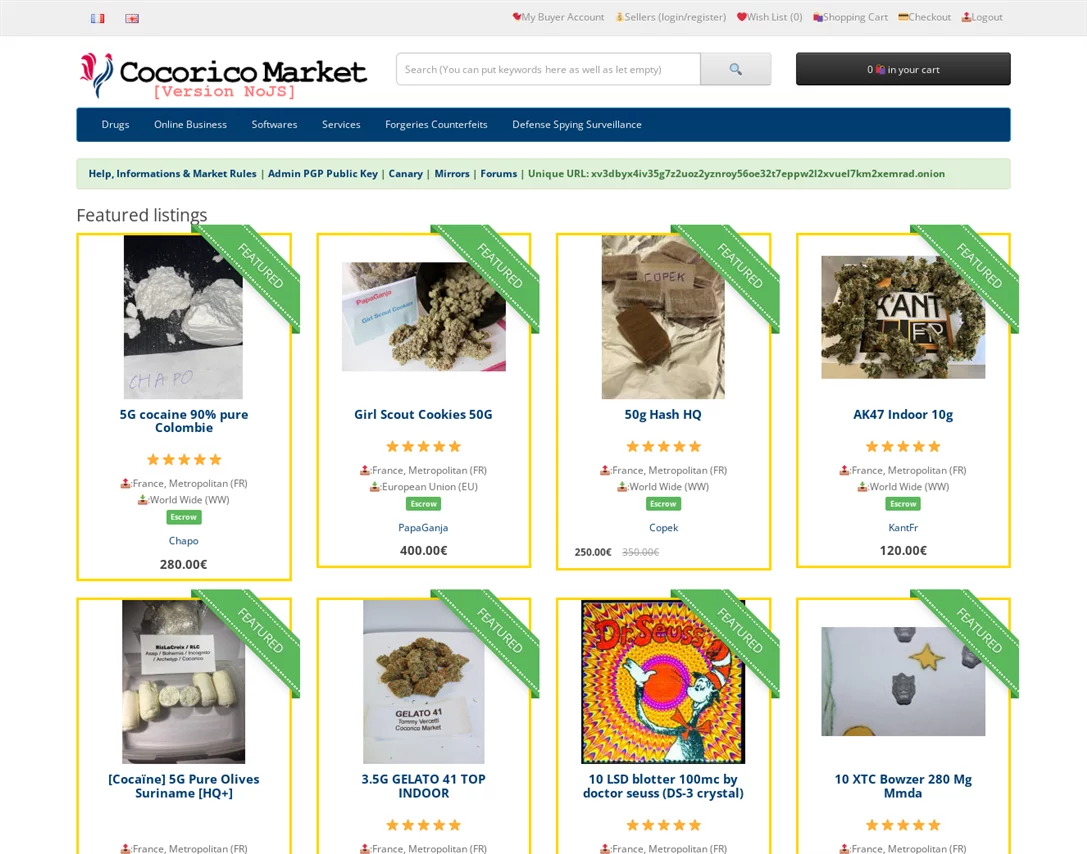 My Buyer Account Sellers (login/register) Wish List (0) Shopping Cart Checkout Logout
Cocorico Market
[Version NoJS]
Search (You can put keywords here as well as let empty)
0 in your cart
Drugs Online Business Softwares Services Forgeries Counterfeits Defense Spying Surveillance
Help, Informations & Market Rules | Admin PGP Public Key | Canary | Mirrors | Forums | Unique URL: xv3dbyx4iv35g7z2uoz2yznroy56oe32t7eppw2l2xvuel7km2xemrad.onion
Featured listings
FEATURED
CHAPO
5G cocaine 90% pure
Colombie
:France, Metropolitan (FR)
:World Wide (WW)
Escrow
Chapo
280.00€
FEATURED
PapaGanja
Girl Scout Cookies
Girl Scout Cookies 50G
:France, Metropolitan (FR)
:European Union (EU)
Escrow
PapaGanja
400.00€
FEATURED
COPEK
50g Hash HQ
:France, Metropolitan (FR)
:World Wide (WW)
Escrow
Copek
250.00€ 350.00€
FEATURED
KANT
FR
AK47 Indoor 10g
:France, Metropolitan (FR)
:World Wide (WW)
Escrow
KantFr
120.00€
FEATURED
BizLaCroix / RLC
/ Bohemia / Incognito
/ Archetyp / Cocorico
[Cocaïne] 5G Pure Olives
Suriname [HQ+]
:France, Metropolitan (FR)
FEATURED
GELATO 41
Tommy Vercetti
Cocorico Market
3.5G GELATO 41 TOP
INDOOR
:France, Metropolitan (FR)
FEATURED
Dr. Seuss
10 LSD blotter 100mc by
doctor seuss (DS-3 crystal)
:France, Metropolitan (FR)
FEATURED
10 XTC Bowzer 280 Mg
Mmda
:France, Metropolitan (FR)